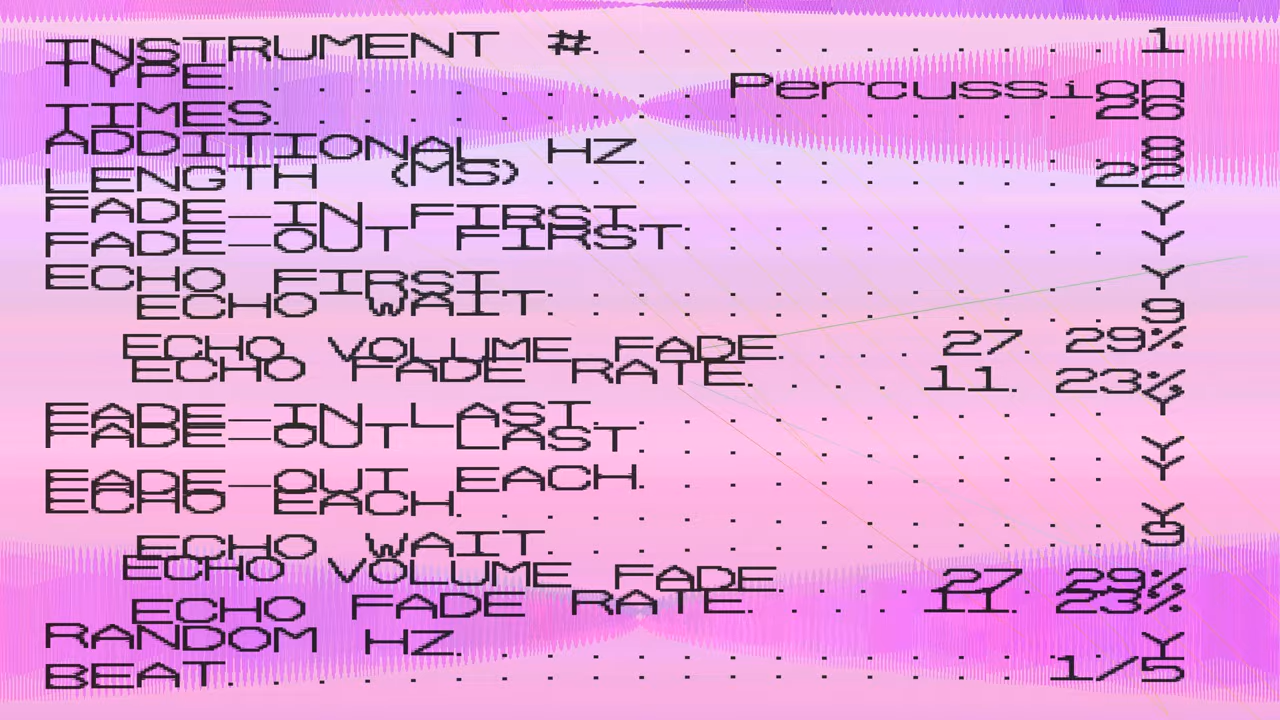 INSTRUMENT #. . . . . . . . . . . . 1
TYPE. . . . . . . . . . Percussion
TIMES. . . . . . . . . . . . . . . . . . 26
ADDITIONAL HZ. . . . . . . . . . . 8
LENGTH (MS) . . . . . . . . . . . . 22
FADE-IN FIRST. . . . . . . . . . . Y
FADE-OUT FIRST. . . . . . . . . . Y
ECHO FIRST. . . . . . . . . . . . . . Y
ECHO WAIT. . . . . . . . . . . . . 9
ECHO VOLUME FADE. . . . 27. 29%
ECHO FADE RATE. . . . . 11. 23%
FADE-IN LAST. . . . . . . . . . . . Y
FADE-OUT LAST. . . . . . . . . . . Y
FADE-OUT EACH. . . . . . . . . . . Y
ECHO EACH. . . . . . . . . . . . . . . Y
ECHO WAIT. . . . . . . . . . . . . 9
ECHO VOLUME FADE. . . . 27. 29%
ECHO FADE RATE. . . . . 11. 23%
RANDOM HZ. . . . . . . . . . . . . . . Y
BEAT. . . . . . . . . . . . . . . . . . 1/5